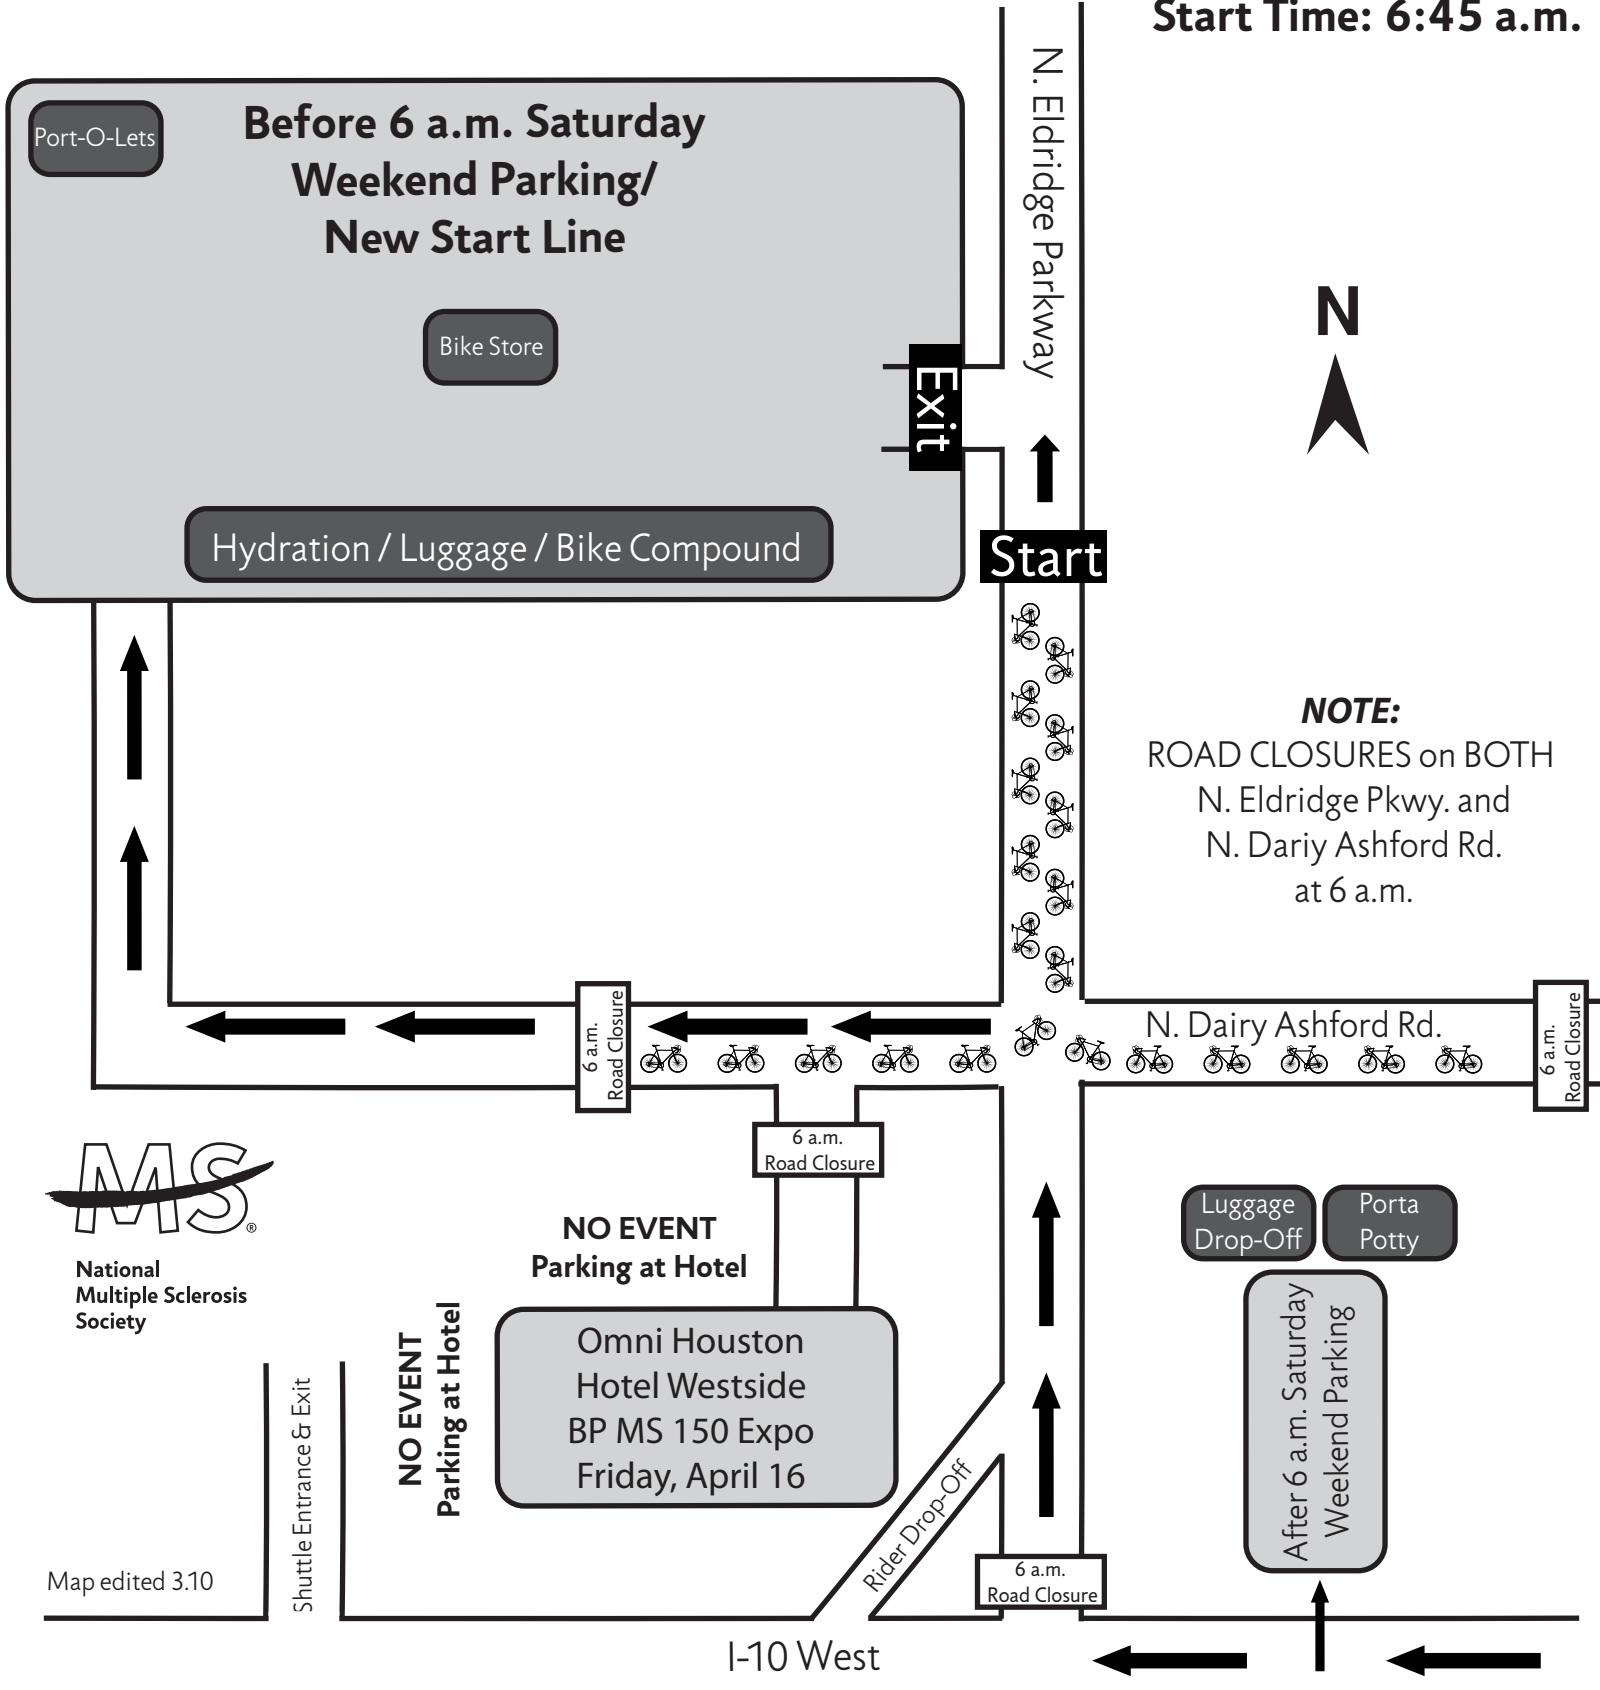 Start Time: 6:45 a.m.
N. Eldridge Parkway
Port-O-Lets
Before 6 a.m. Saturday
Weekend Parking/
New Start Line
Bike Store
Exit
N
Hydration / Luggage / Bike Compound
Start
NOTE:
ROAD CLOSURES on BOTH
N. Eldridge Pkwy. and
N. Dariy Ashford Rd.
at 6 a.m.
6 a.m.
Road Closure
N. Dairy Ashford Rd.
6 a.m.
Road Closure
6 a.m.
Road Closure
MS®
National
Multiple Sclerosis
Society
NO EVENT
Parking at Hotel
Luggage
Drop-Off
Porta
Potty
NO EVENT
Parking at Hotel
Omni Houston
Hotel Westside
BP MS 150 Expo
Friday, April 16
After 6 a.m. Saturday
Weekend Parking
Shuttle Entrance & Exit
Rider Drop-Off
6 a.m.
Road Closure
Map edited 3.10
I-10 West